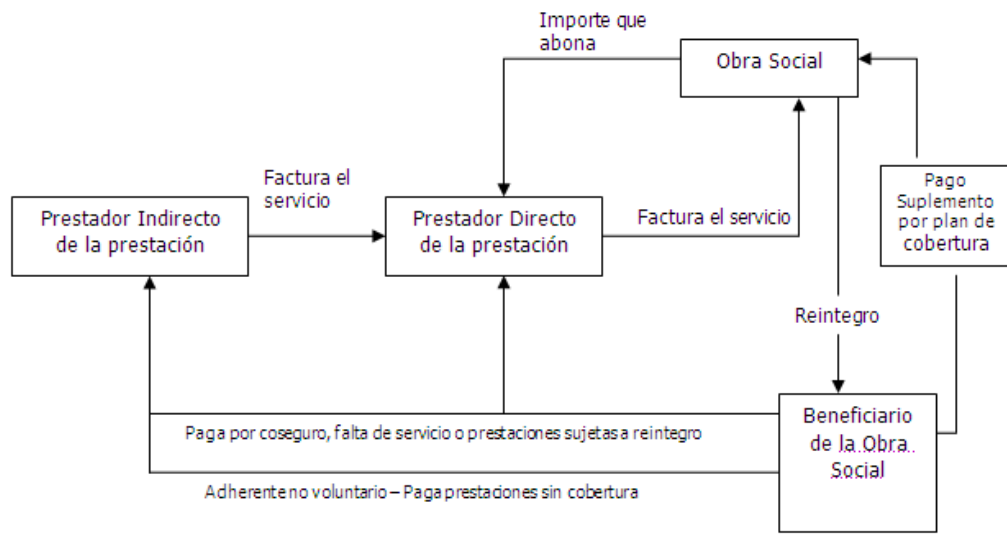 Importe que
abona
Obra Social
Factura el
servicio
Pago
Suplemento
por plan de
cobertura
Prestador Indirecto
de la prestación
Prestador Directo
de la prestación
Factura el servicio
Reintegro
Beneficiario
de la Obra
Social
Paga por coseguro, falta de servicio o prestaciones sujetas a reintegro
Adherente no voluntario – Paga prestaciones sin cobertura